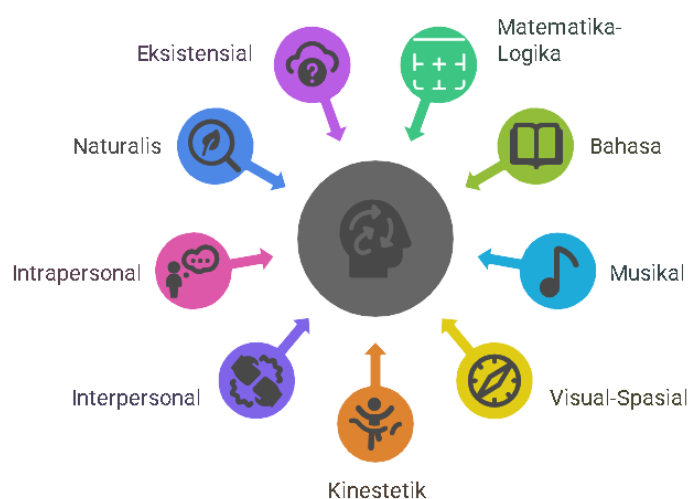 Matematika-
Logika
Eksistensial
Naturalis
Bahasa
Intrapersonal
Musikal
Interpersonal
Visual-Spasial
Kinestetik